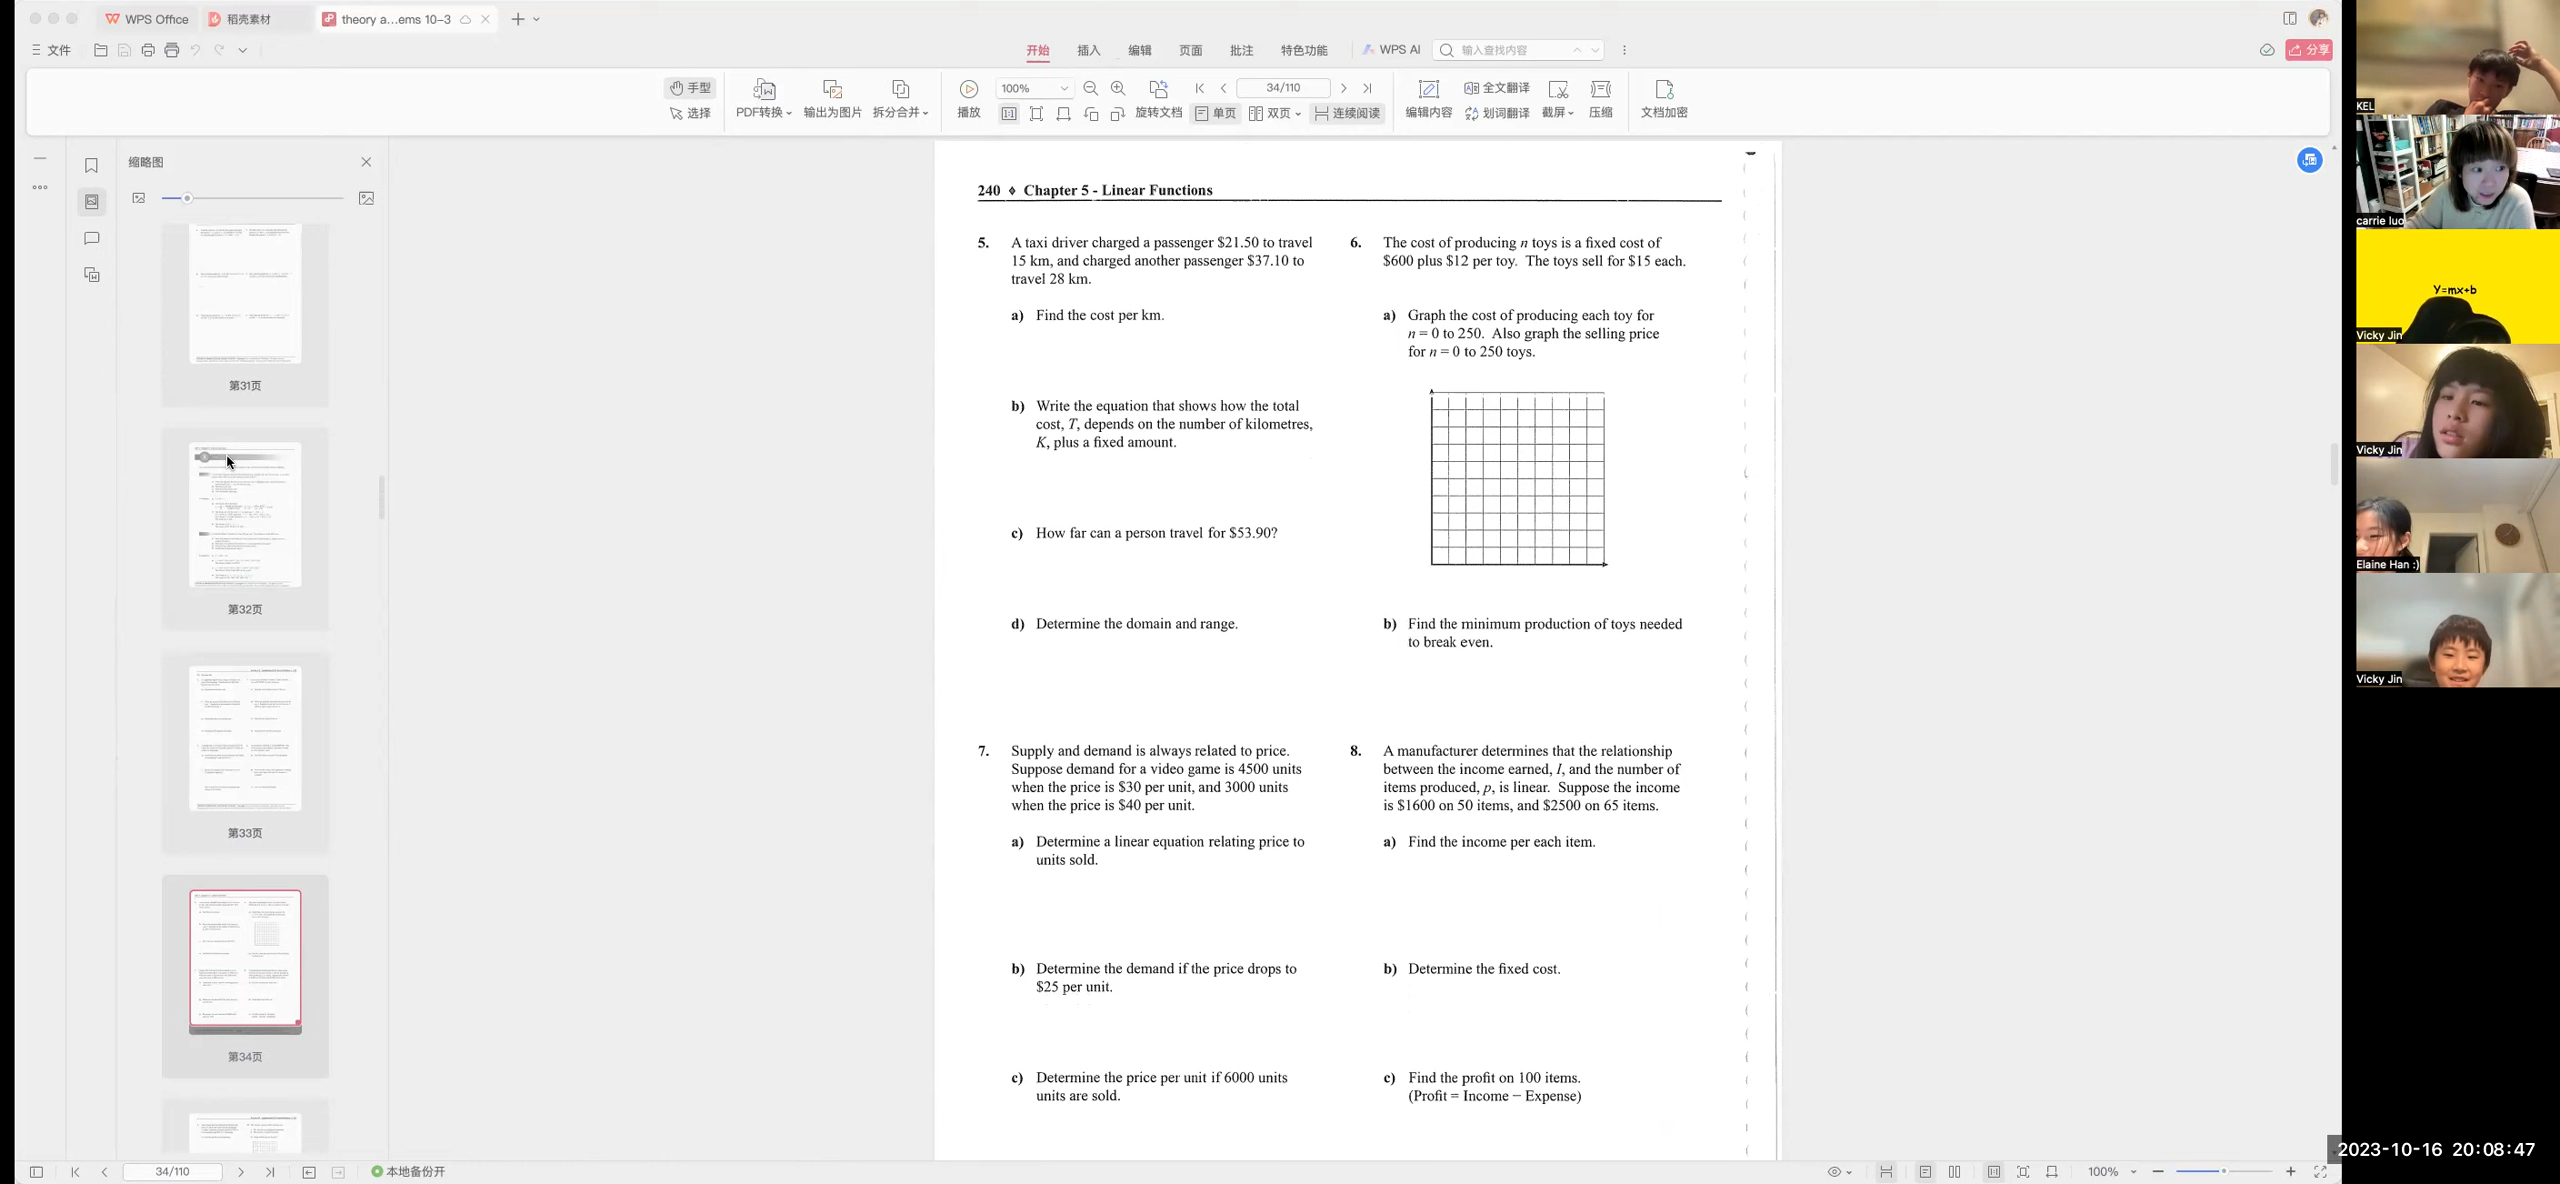 WPS Office
稻壳素材
theory a...ems 10-3
文件
开始
插入
编辑
页面
批注
特色功能
WPS AI
输入查找内容
分享
手型
选择
PDF转换
输出为图片
拆分合并
播放
100%
34/110
旋转文档
单页
双页
连续阅读
编辑内容
全文翻译
划词翻译
截屏
压缩
文档加密
缩略图
第31页
第32页
第33页
第34页
240 ⋄ Chapter 5 - Linear Functions
5. A taxi driver charged a passenger $21.50 to travel
15 km, and charged another passenger $37.10 to
travel 28 km.
a) Find the cost per km.
b) Write the equation that shows how the total
cost, T, depends on the number of kilometres,
K, plus a fixed amount.
c) How far can a person travel for $53.90?
d) Determine the domain and range.
6. The cost of producing n toys is a fixed cost of
$600 plus $12 per toy. The toys sell for $15 each.
a) Graph the cost of producing each toy for
n = 0 to 250. Also graph the selling price
for n = 0 to 250 toys.
b) Find the minimum production of toys needed
to break even.
7. Supply and demand is always related to price.
Suppose demand for a video game is 4500 units
when the price is $30 per unit, and 3000 units
when the price is $40 per unit.
a) Determine a linear equation relating price to
units sold.
b) Determine the demand if the price drops to
$25 per unit.
c) Determine the price per unit if 6000 units
units are sold.
8. A manufacturer determines that the relationship
between the income earned, I, and the number of
items produced, p, is linear. Suppose the income
is $1600 on 50 items, and $2500 on 65 items.
a) Find the income per each item.
b) Determine the fixed cost.
c) Find the profit on 100 items.
(Profit = Income − Expense)
KEL
carrie luo
Y=mx+b
Vicky Jin
Vicky Jin
Elaine Han :)
Vicky Jin
34/110
本地备份开
100%
2023-10-16 20:08:47